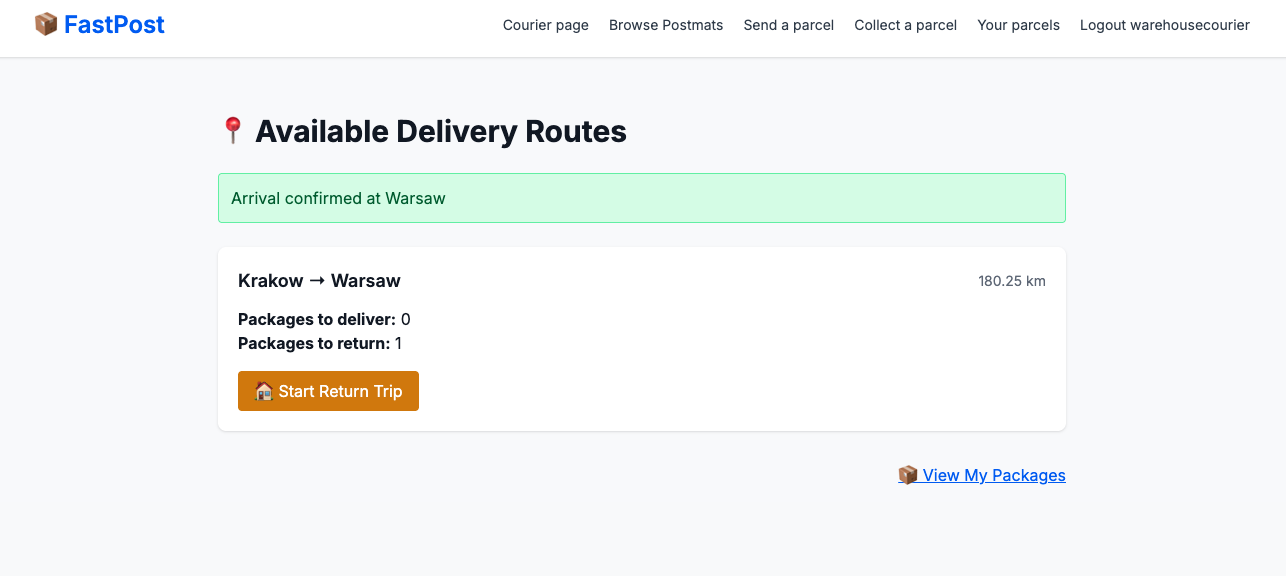 📦 FastPost
Courier page
Browse Postmats
Send a parcel
Collect a parcel
Your parcels
Logout warehousecourier
📍 Available Delivery Routes
Arrival confirmed at Warsaw
Krakow → Warsaw
180.25 km
Packages to deliver: 0
Packages to return: 1
🏠 Start Return Trip
📦 View My Packages